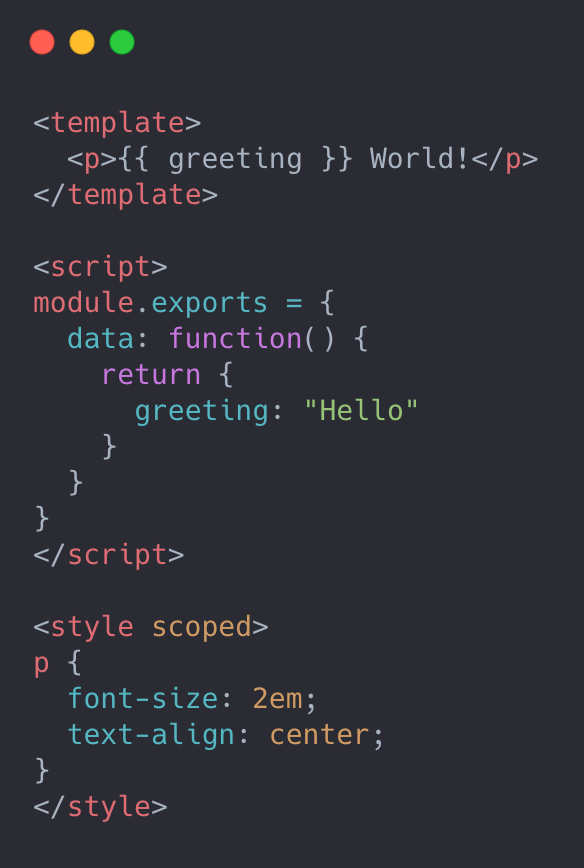 <template>
  <p>{{ greeting }} World!</p>
</template>

<script>
module.exports = {
  data: function() {
    return {
      greeting: "Hello"
    }
  }
}
</script>

<style scoped>
p {
  font-size: 2em;
  text-align: center;
}
</style>